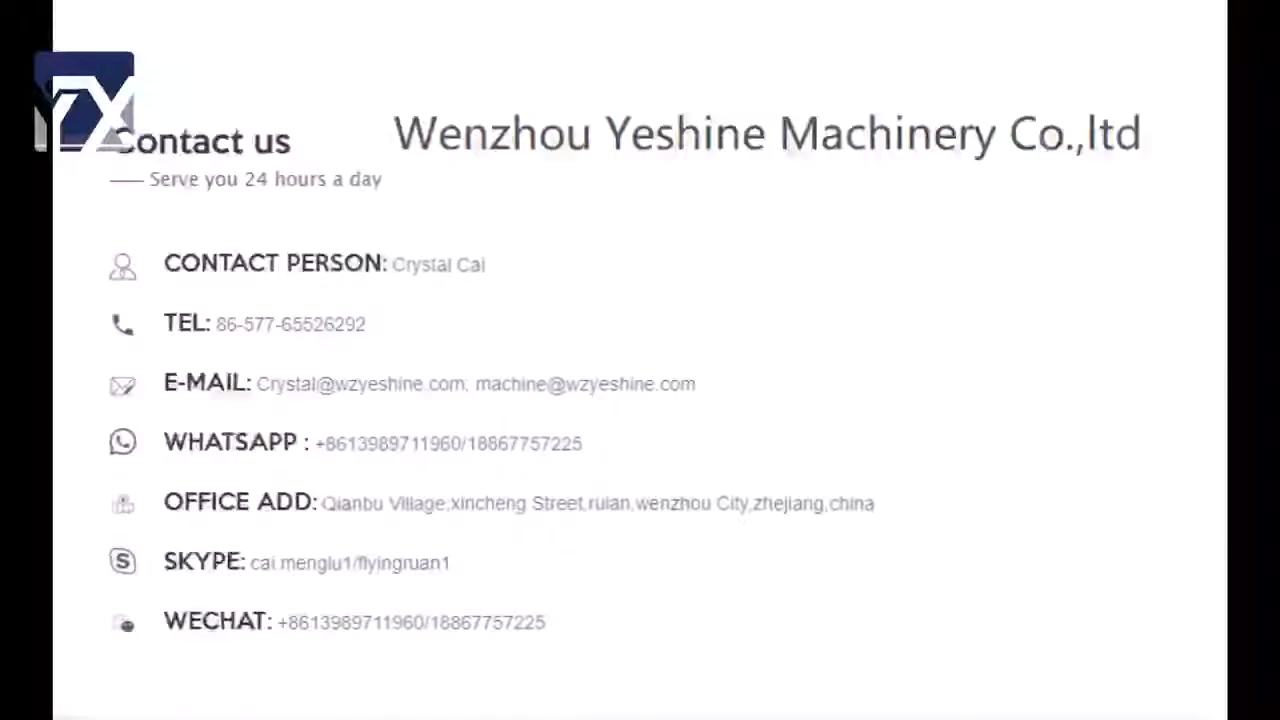 YX
Contact us
Wenzhou Yeshine Machinery Co.,ltd
Serve you 24 hours a day
CONTACT PERSON: Crystal Cai
TEL: 86-577-65526292
E-MAIL: Crystal@wzyeshine.com; machine@wzyeshine.com
WHATSAPP : +8613989711960/18867757225
OFFICE ADD: Qianbu Village,xincheng Street,ruian,wenzhou City,zhejiang,china
SKYPE: cai.menglu1/flyingruan1
WECHAT: +8613989711960/18867757225